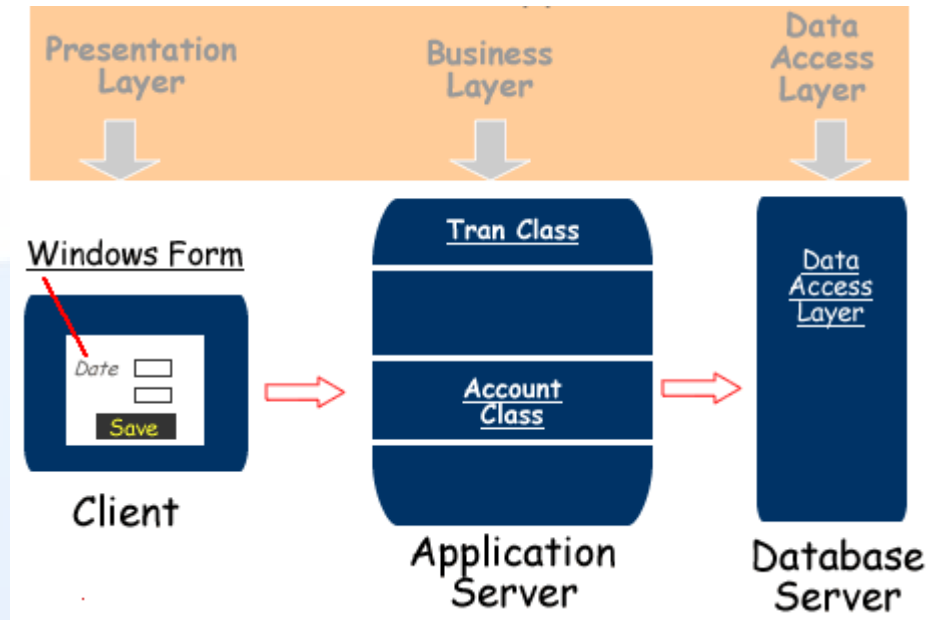 Presentation
Layer
Business
Layer
Data
Access
Layer
Windows Form
Date
Save
Client
Tran Class
Account
Class
Application
Server
Data
Access
Layer
Database
Server